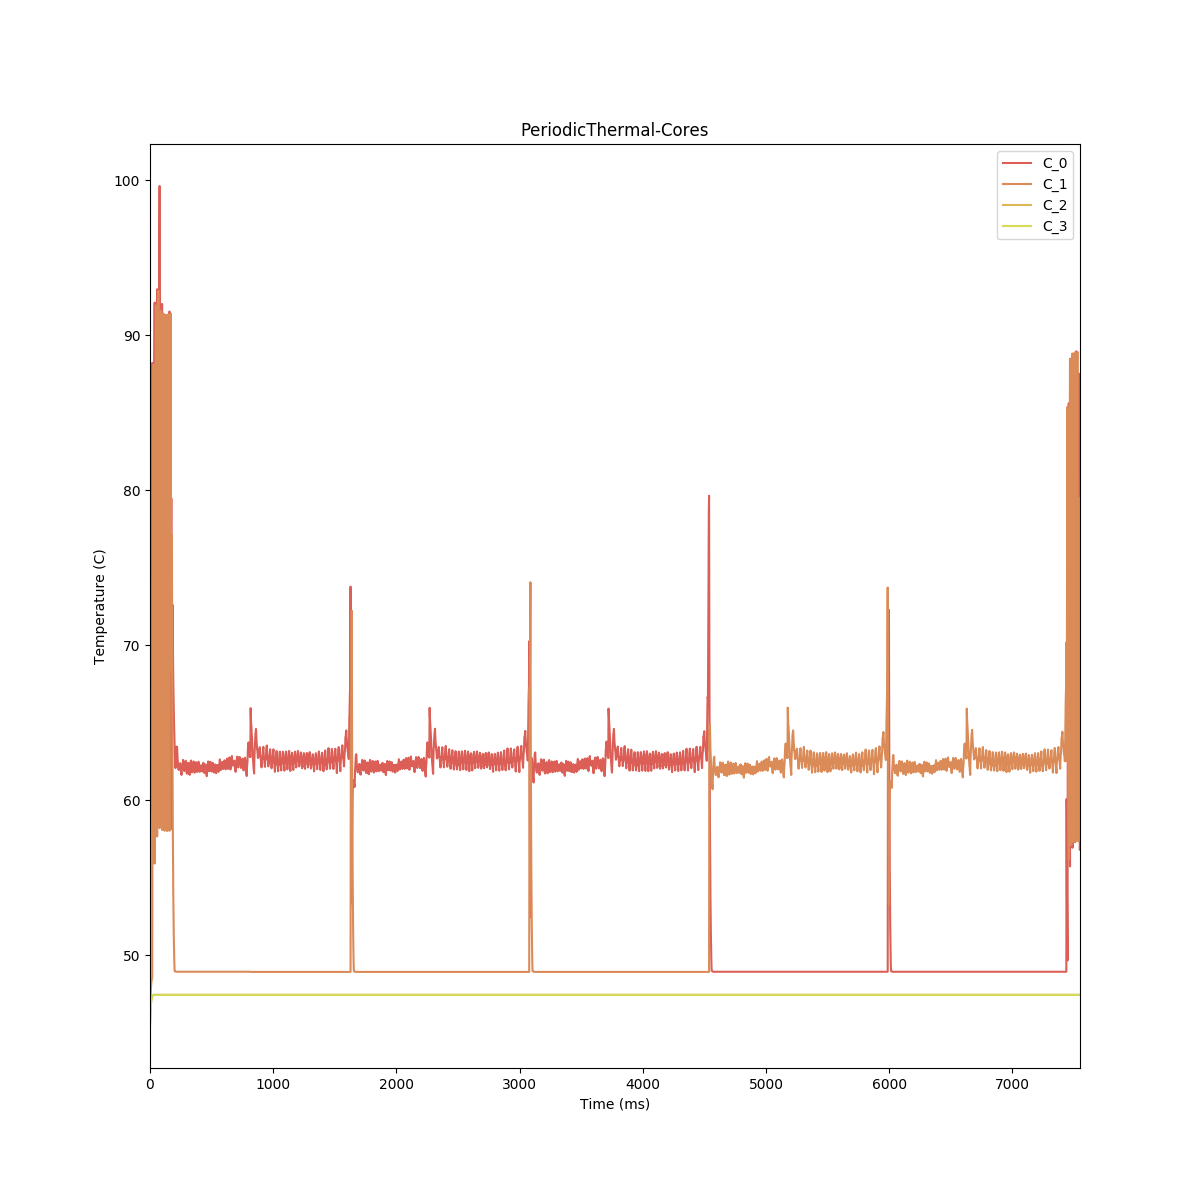 PeriodicThermal-Cores
C_0
C_1
C_2
C_3
100
90
80
70
60
50
Temperature (C)
0 1000 2000 3000 4000 5000 6000 7000
Time (ms)